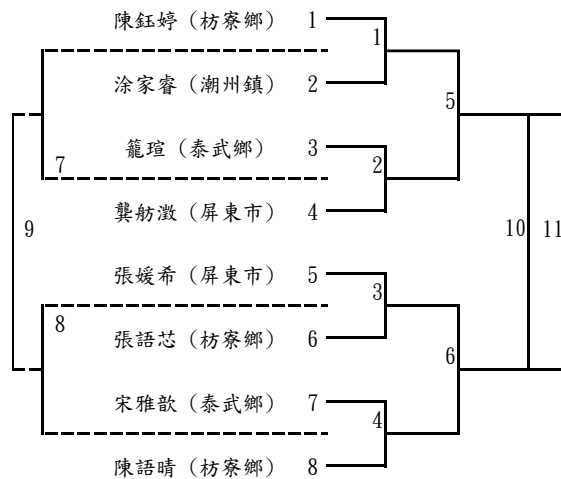 陳鈺婷 (枋寮鄉) 1
1
涂家睿 (潮州鎮) 2
5
籠瑄 (泰武鄉) 3
7
2
龔舫澂 (屏東市) 4
9
10
11
張媛希 (屏東市) 5
3
8
張語芯 (枋寮鄉) 6
6
宋雅歆 (泰武鄉) 7
4
陳語晴 (枋寮鄉) 8